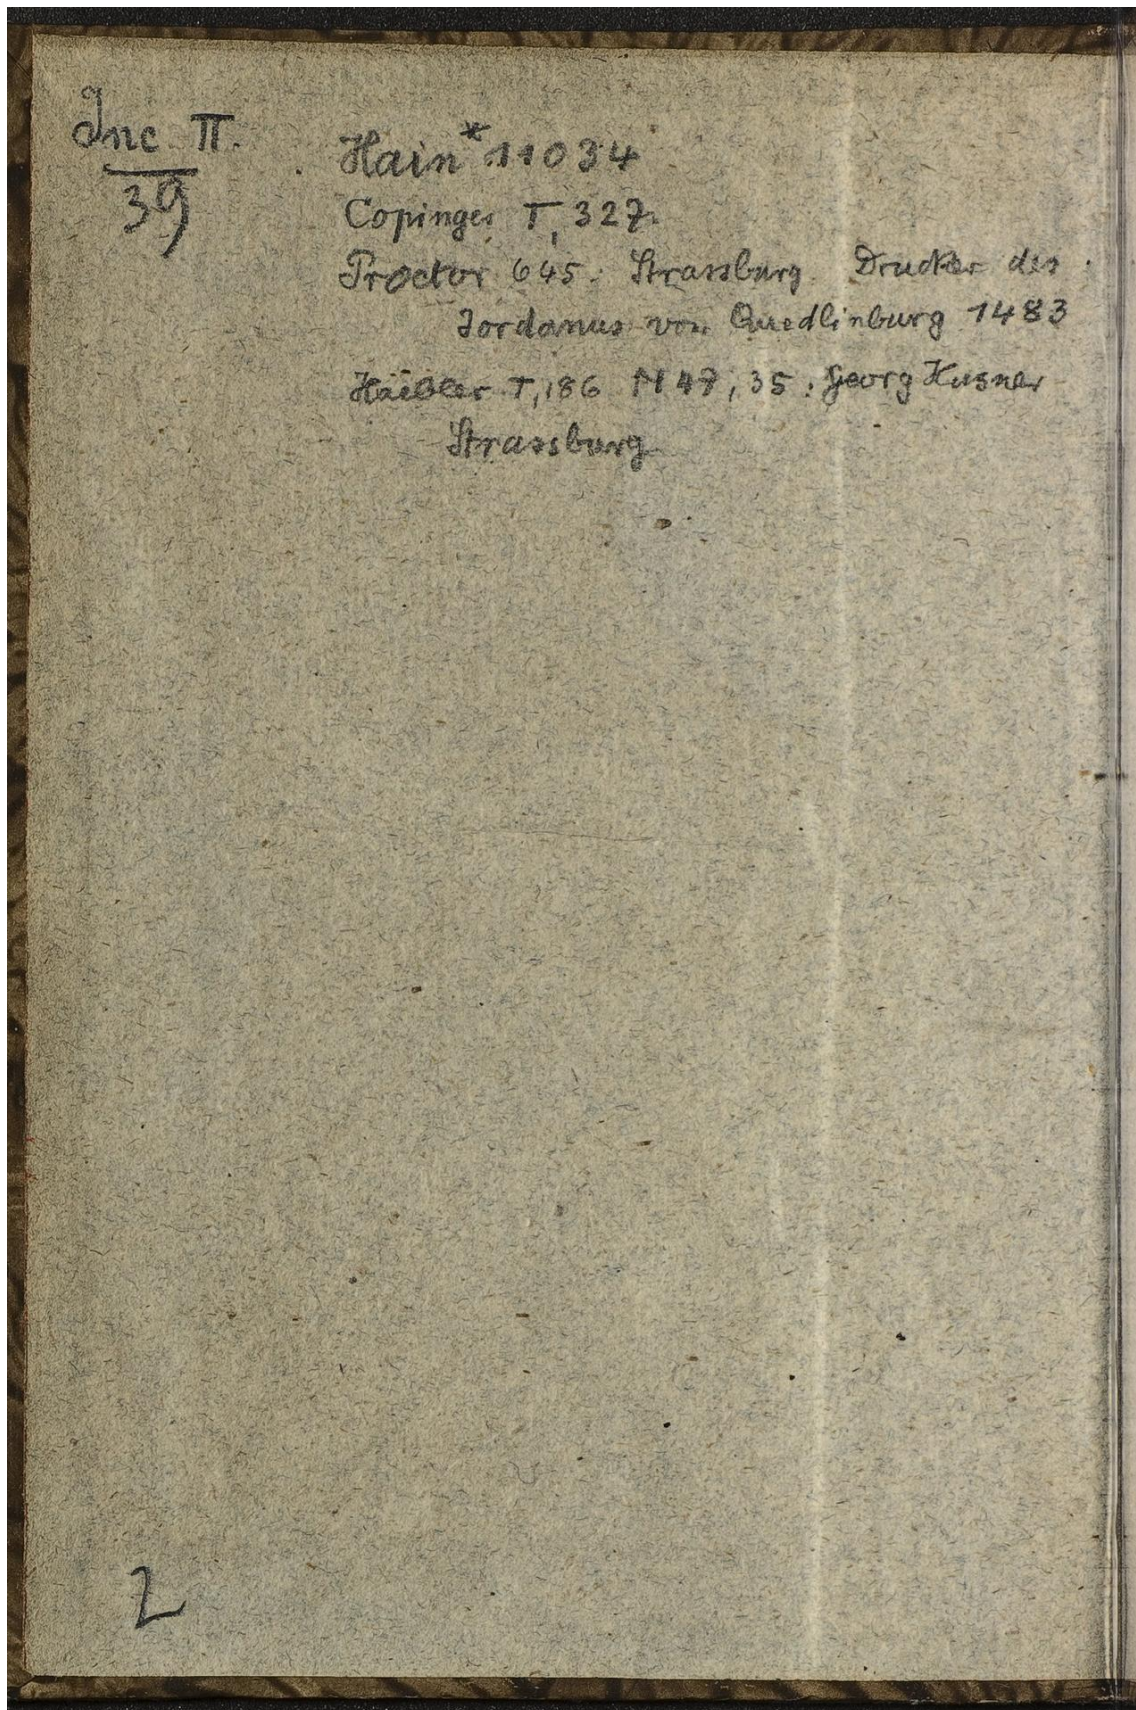 Inc II.
39
Hain* 11034
Copinger I, 327.
Proctor 645: Strassburg Drucker des
Jordanus von Quedlinburg 1483
Häbler I, 186 M 47, 35: Georg Husner
Strassburg
2